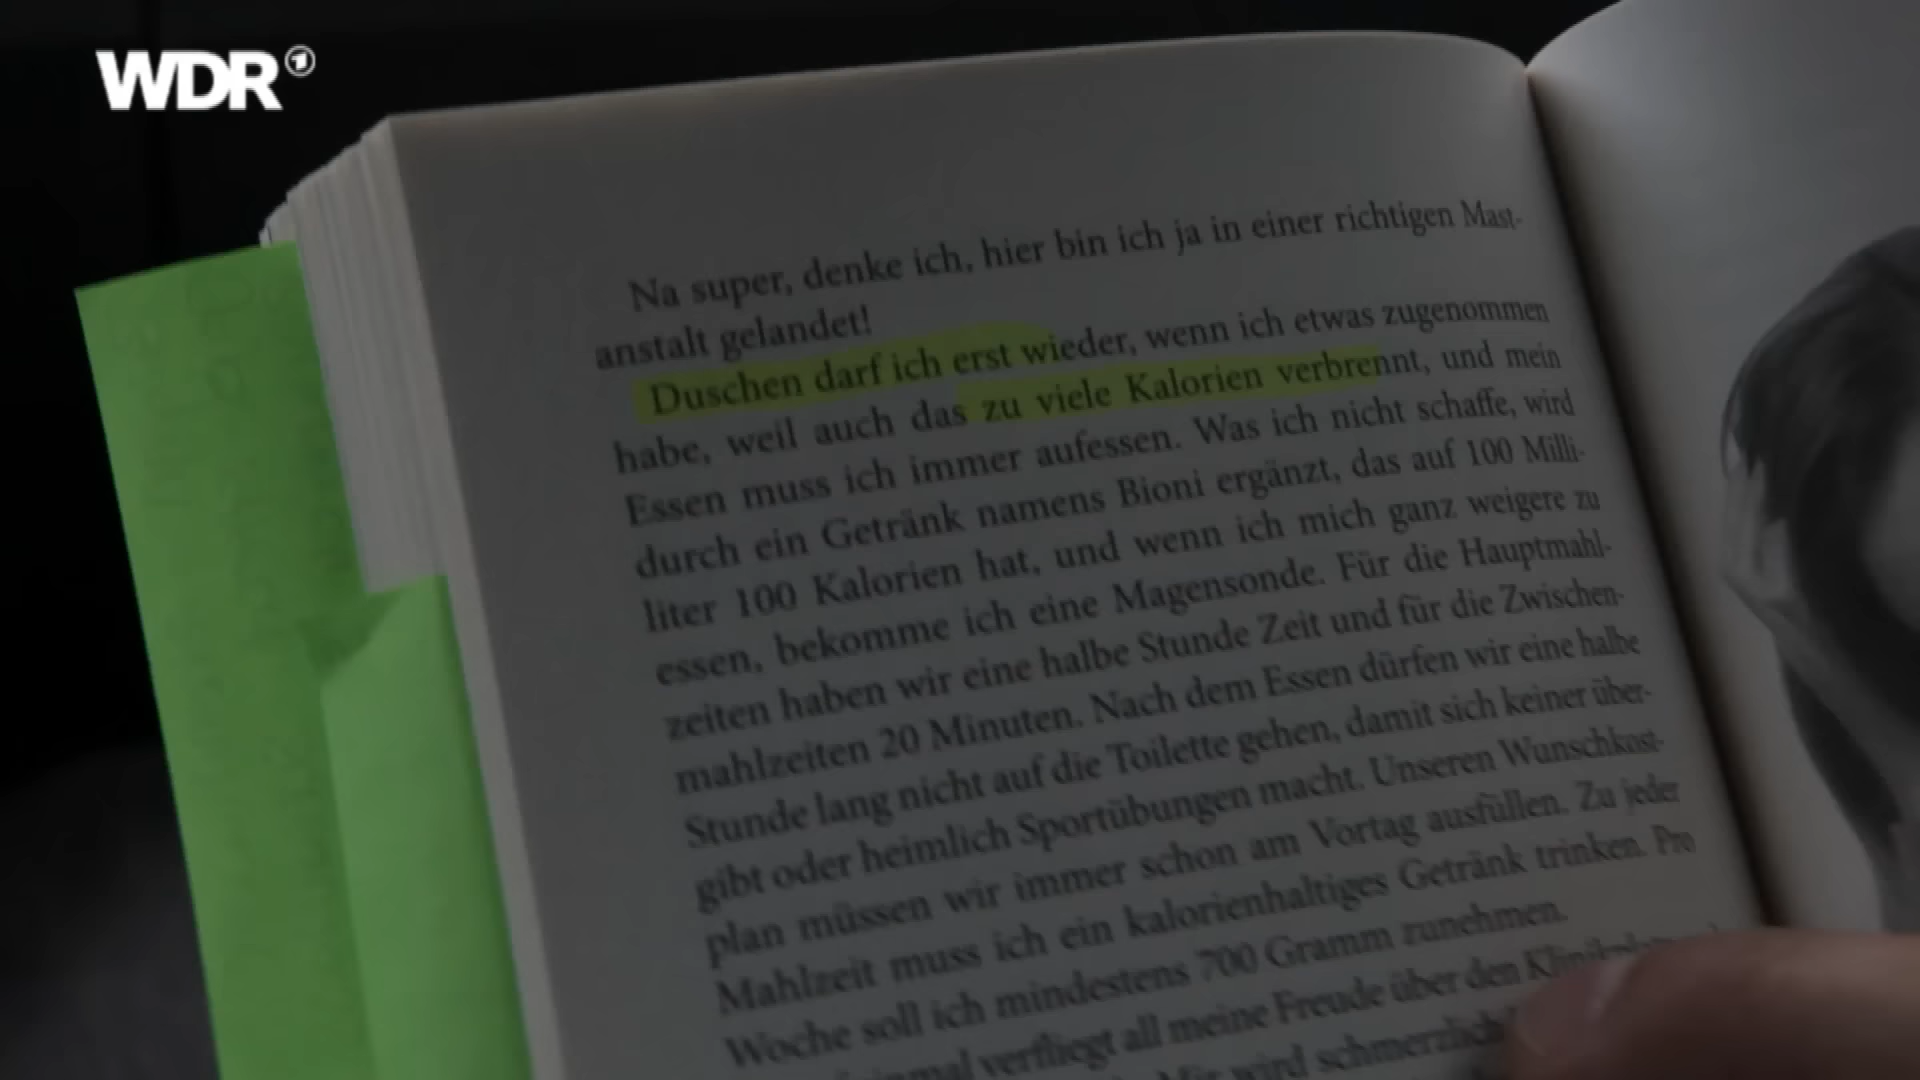 WDR
Na super, denke ich, hier bin ich ja in einer richtigen Mast-
anstalt gelandet!
Duschen darf ich erst wieder, wenn ich etwas zugenommen
habe, weil auch das zu viele Kalorien verbrennt, und mein
Essen muss ich immer aufessen. Was ich nicht schaffe, wird
durch ein Getränk namens Bioni ergänzt, das auf 100 Milli-
liter 100 Kalorien hat, und wenn ich mich ganz weigere zu
essen, bekomme ich eine Magensonde. Für die Hauptmahl-
zeiten haben wir eine halbe Stunde Zeit und für die Zwischen-
mahlzeiten 20 Minuten. Nach dem Essen dürfen wir eine halbe
Stunde lang nicht auf die Toilette gehen, damit sich keiner über-
gibt oder heimlich Sportübungen macht. Unseren Wunschkost-
plan müssen wir immer schon am Vortag ausfüllen. Zu jeder
Mahlzeit muss ich ein kalorienhaltiges Getränk trinken. Pro
Woche soll ich mindestens 700 Gramm zunehmen.
verfliegt all meine Freude über den
Mir wird schmerzlich